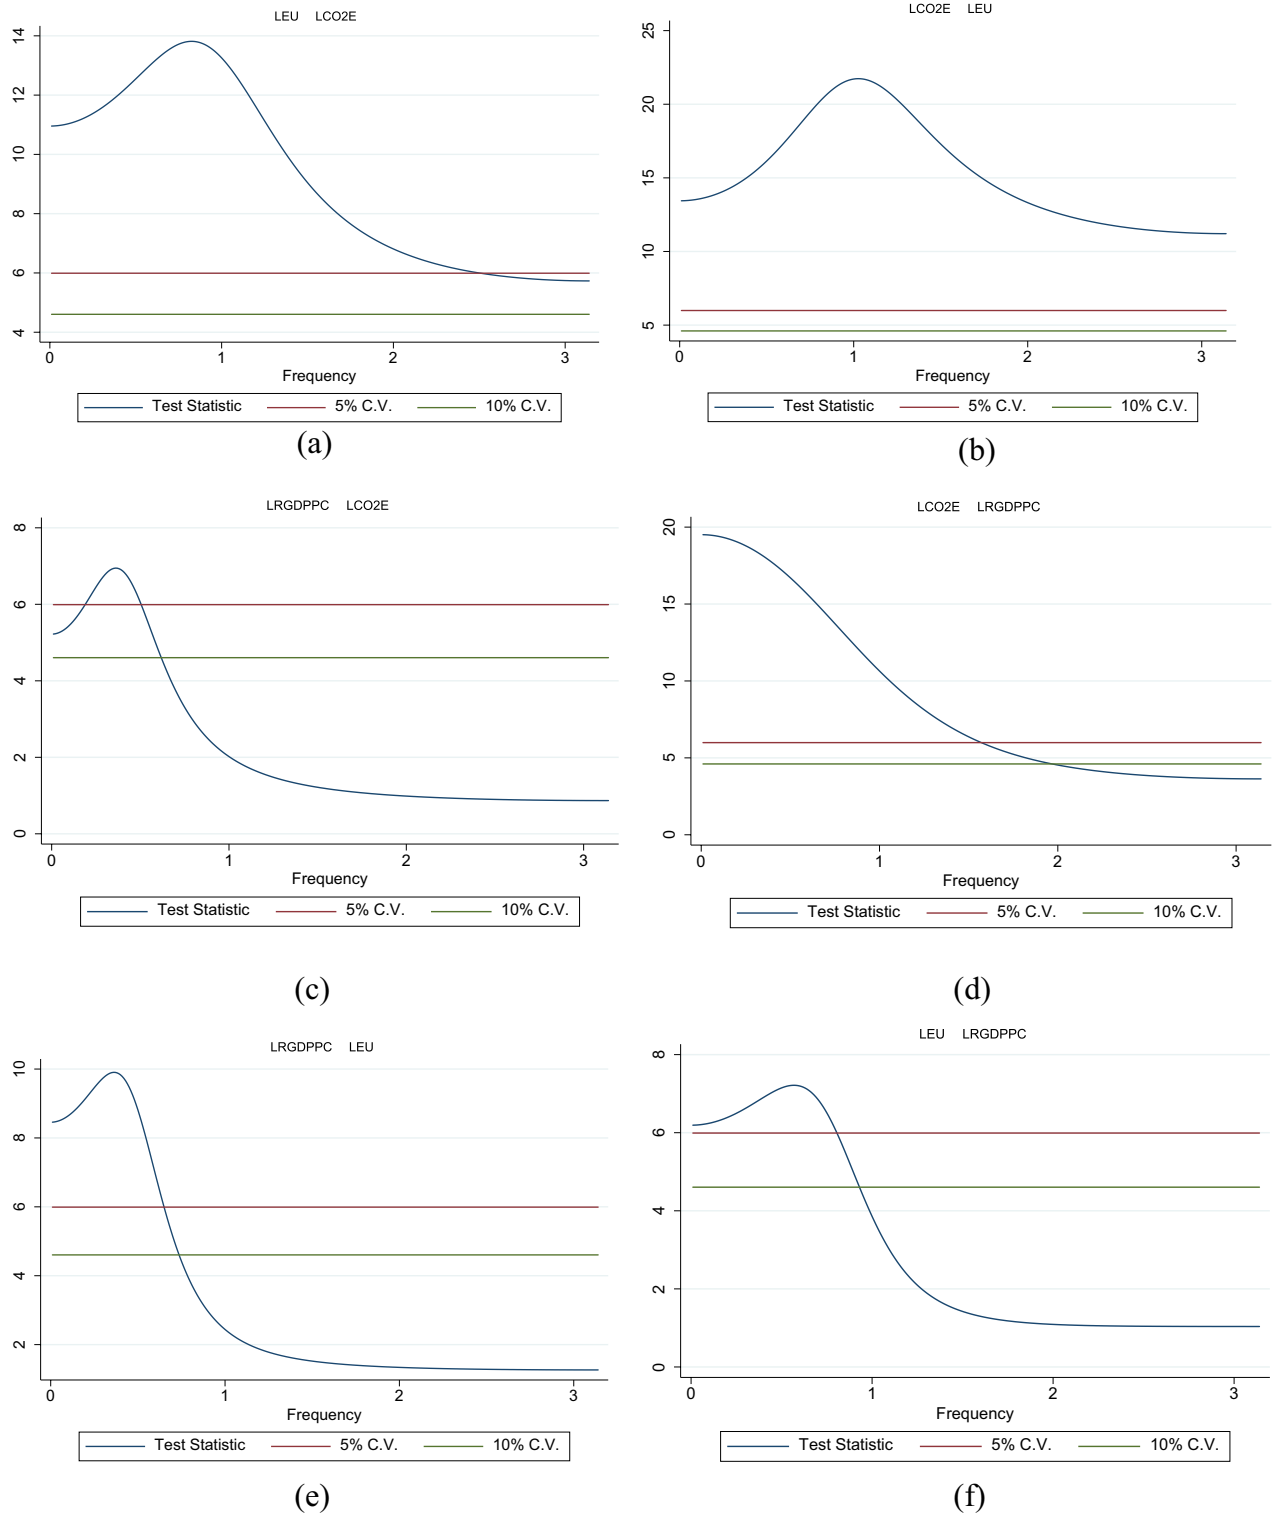 LEU LCO2E
14
12
10
8
6
4
0 1 2 3
Frequency
Test Statistic 5% C.V. 10% C.V.
(a)
LCO2E LEU
25
20
15
10
5
0 1 2 3
Frequency
Test Statistic 5% C.V. 10% C.V.
(b)
LRGDPPC LCO2E
8
6
4
2
0
0 1 2 3
Frequency
Test Statistic 5% C.V. 10% C.V.
(c)
LCO2E LRGDPPC
20
15
10
5
0
0 1 2 3
Frequency
Test Statistic 5% C.V. 10% C.V.
(d)
LRGDPPC LEU
10
8
6
4
2
0 1 2 3
Frequency
Test Statistic 5% C.V. 10% C.V.
(e)
LEU LRGDPPC
8
6
4
2
0
0 1 2 3
Frequency
Test Statistic 5% C.V. 10% C.V.
(f)